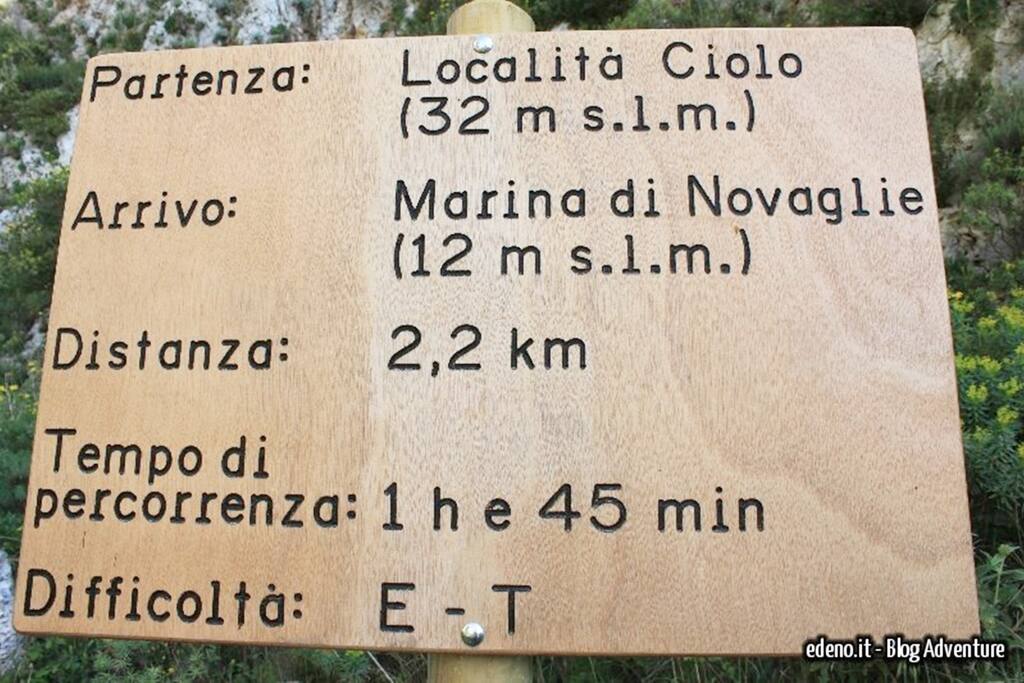 Partenza: Località Ciolo
(32 m s.l.m.)
Arrivo: Marina di Novaglie
(12 m s.l.m.)
Distanza: 2,2 km
Tempo di
percorrenza: 1 h e 45 min
Difficoltà: E - T
edeno.it - Blog Adventure